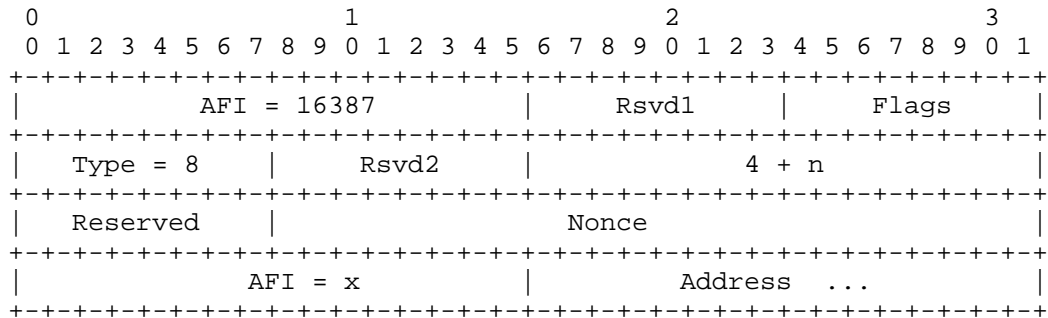 0                   1                   2                   3
 0 1 2 3 4 5 6 7 8 9 0 1 2 3 4 5 6 7 8 9 0 1 2 3 4 5 6 7 8 9 0 1
+-+-+-+-+-+-+-+-+-+-+-+-+-+-+-+-+-+-+-+-+-+-+-+-+-+-+-+-+-+-+-+-+
|           AFI = 16387         |     Rsvd1     |     Flags     |
+-+-+-+-+-+-+-+-+-+-+-+-+-+-+-+-+-+-+-+-+-+-+-+-+-+-+-+-+-+-+-+-+
|   Type = 8    |     Rsvd2     |             4 + n             |
+-+-+-+-+-+-+-+-+-+-+-+-+-+-+-+-+-+-+-+-+-+-+-+-+-+-+-+-+-+-+-+-+
|   Reserved    |                  Nonce                        |
+-+-+-+-+-+-+-+-+-+-+-+-+-+-+-+-+-+-+-+-+-+-+-+-+-+-+-+-+-+-+-+-+
|              AFI = x          |         Address  ...          |
+-+-+-+-+-+-+-+-+-+-+-+-+-+-+-+-+-+-+-+-+-+-+-+-+-+-+-+-+-+-+-+-+